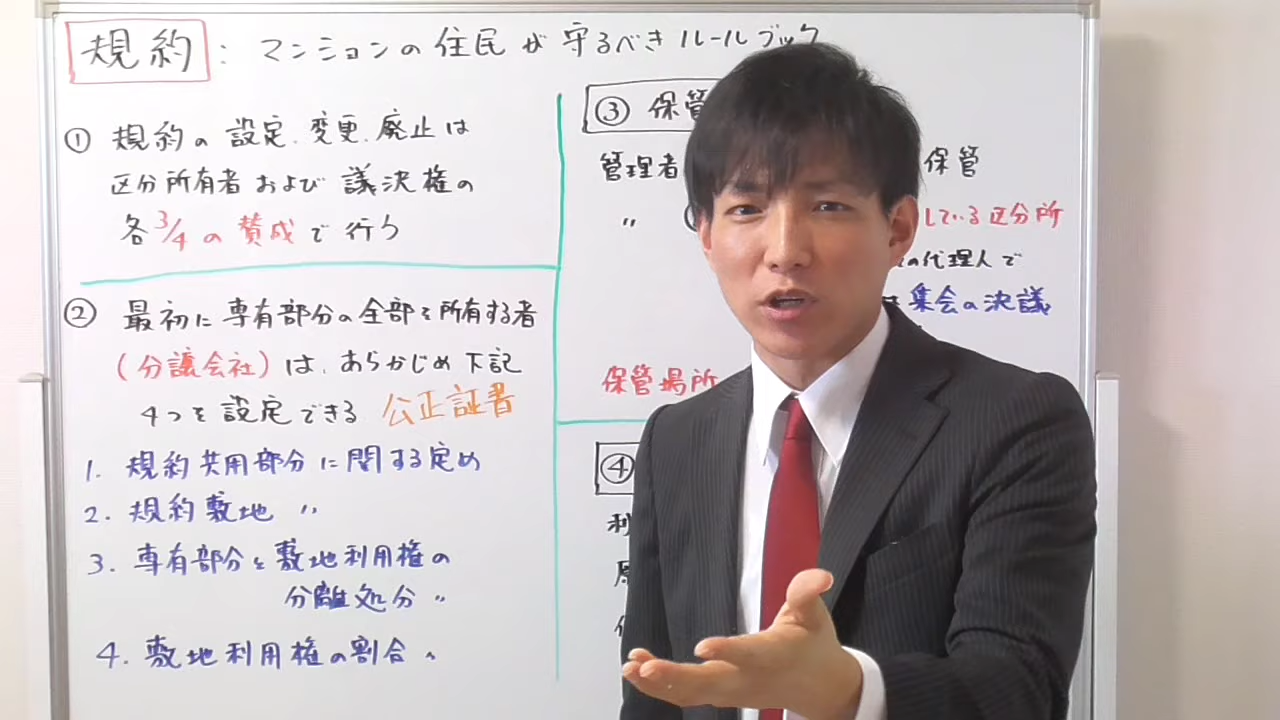 規約：マンションの住民が守るべきルールブック
① 規約の設定、変更、廃止は
区分所有者および議決権の
各3/4の賛成で行う
② 最初に専有部分の全部を所有する者
(分譲会社)は、あらかじめ下記
4つを設定できる 公正証書
1. 規約共用部分に関する定め
2. 規約敷地 〃
3. 専有部分と敷地利用権の
分離処分 〃
4. 敷地利用権の割合 〃
③ 保管
管理者 保管
〃 している区分所
の代理人で
集会の決議
保管場所
④